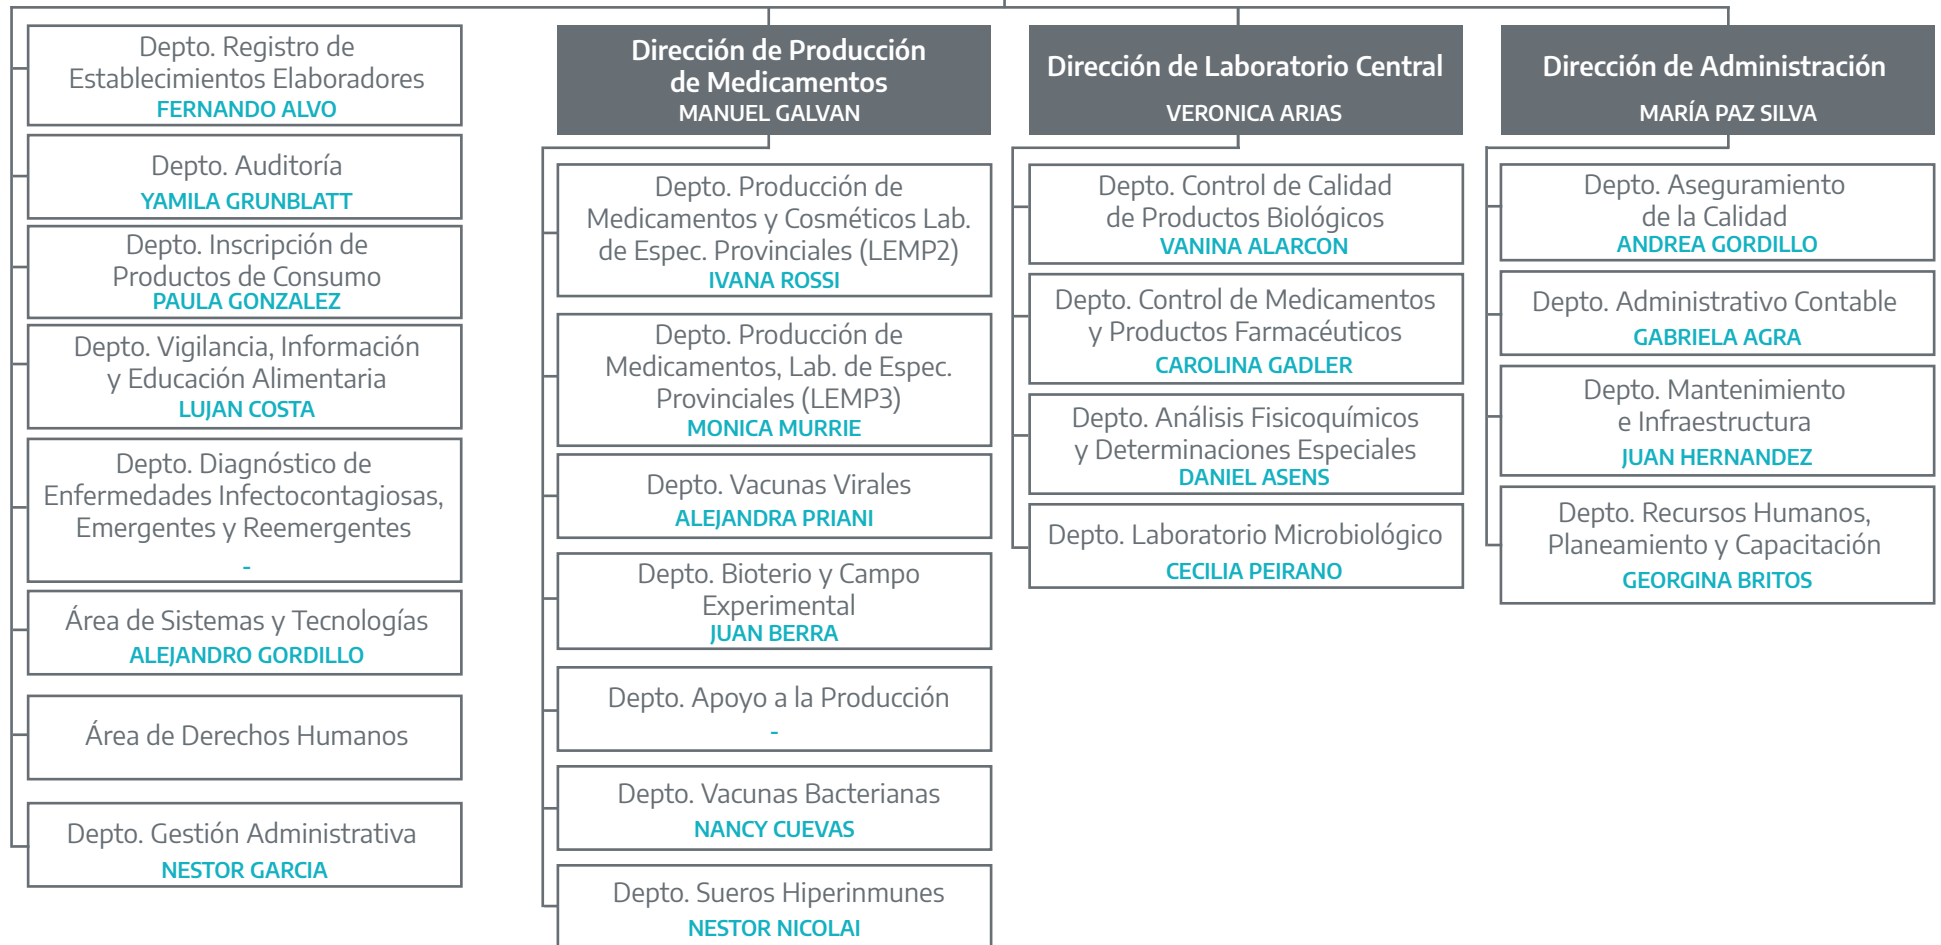 Depto. Registro de
Establecimientos Elaboradores
FERNANDO ALVO
Depto. Auditoría
YAMILA GRUNBLATT
Depto. Inscripción de
Productos de Consumo
PAULA GONZALEZ
Depto. Vigilancia, Información
y Educación Alimentaria
LUJAN COSTA
Depto. Diagnóstico de
Enfermedades Infectocontagiosas,
Emergentes y Reemergentes
-
Área de Sistemas y Tecnologías
ALEJANDRO GORDILLO
Área de Derechos Humanos
Depto. Gestión Administrativa
NESTOR GARCIA
Dirección de Producción
de Medicamentos
MANUEL GALVAN
Depto. Producción de
Medicamentos y Cosméticos Lab.
de Espec. Provinciales (LEMP2)
IVANA ROSSI
Depto. Producción de
Medicamentos, Lab. de Espec.
Provinciales (LEMP3)
MONICA MURRIE
Depto. Vacunas Virales
ALEJANDRA PRIANI
Depto. Bioterio y Campo
Experimental
JUAN BERRA
Depto. Apoyo a la Producción
-
Depto. Vacunas Bacterianas
NANCY CUEVAS
Depto. Sueros Hiperinmunes
NESTOR NICOLAI
Dirección de Laboratorio Central
VERONICA ARIAS
Depto. Control de Calidad
de Productos Biológicos
VANINA ALARCON
Depto. Control de Medicamentos
y Productos Farmacéuticos
CAROLINA GADLER
Depto. Análisis Fisicoquímicos
y Determinaciones Especiales
DANIEL ASENS
Depto. Laboratorio Microbiológico
CECILIA PEIRANO
Dirección de Administración
MARÍA PAZ SILVA
Depto. Aseguramiento
de la Calidad
ANDREA GORDILLO
Depto. Administrativo Contable
GABRIELA AGRA
Depto. Mantenimiento
e Infraestructura
JUAN HERNANDEZ
Depto. Recursos Humanos,
Planeamiento y Capacitación
GEORGINA BRITOS